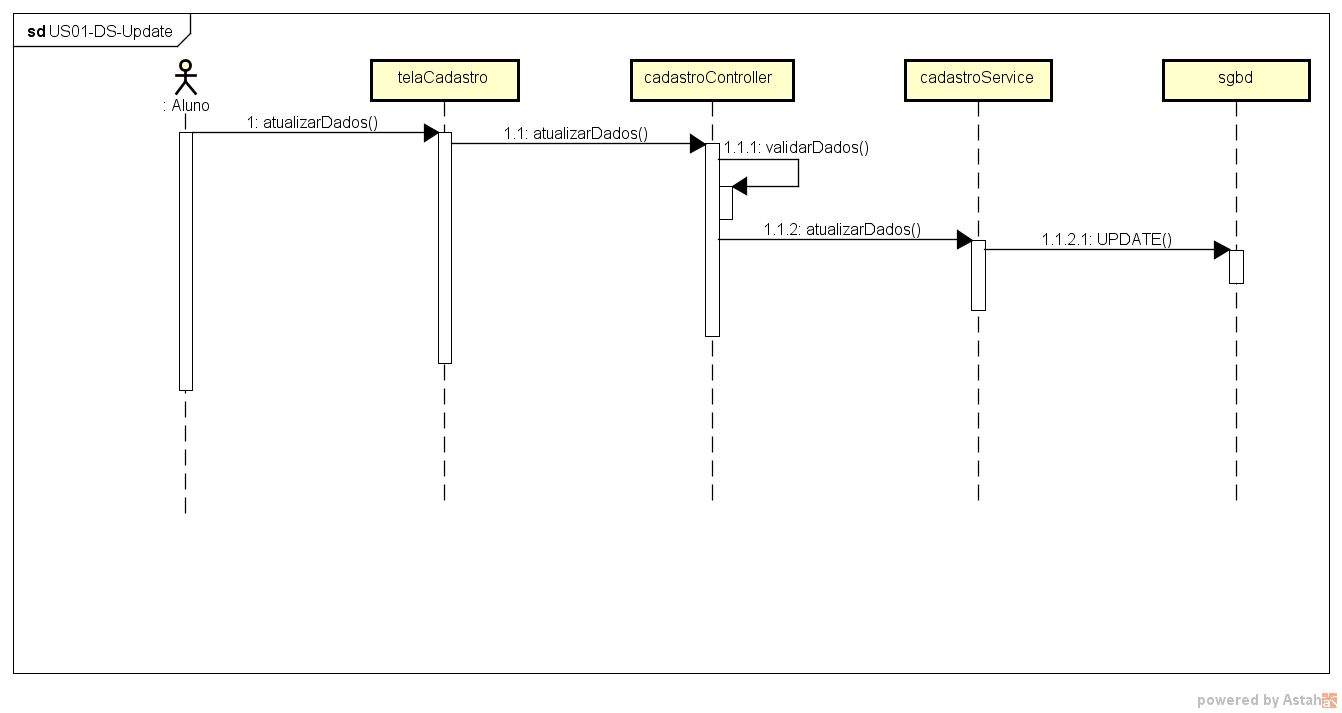 sd US01-DS-Update
: Aluno
telaCadastro
cadastroController
cadastroService
sgbd
1: atualizarDados()
1.1: atualizarDados()
1.1.1: validarDados()
1.1.2: atualizarDados()
1.1.2.1: UPDATE()
powered by Astah